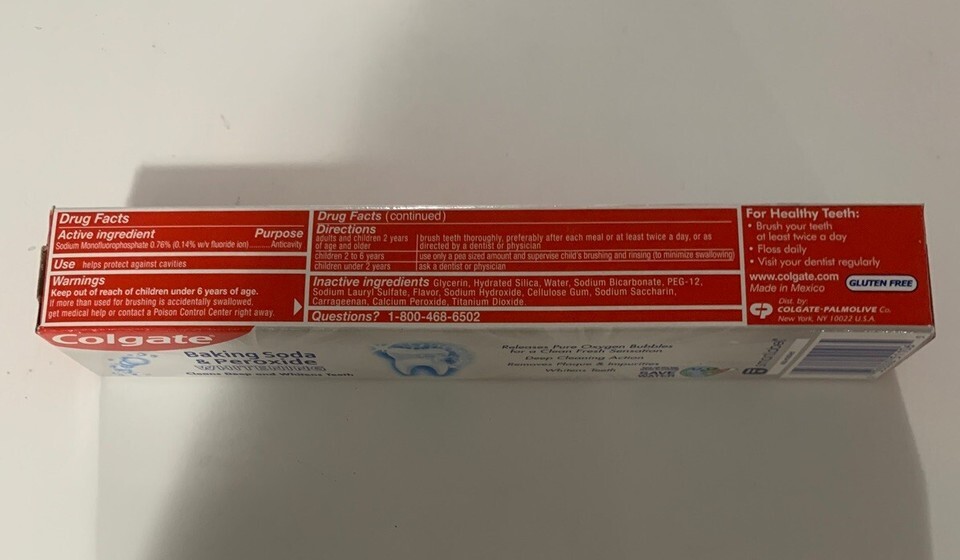 Drug Facts
Active ingredient Purpose
Sodium Monofluorophosphate 0.76% (0.14% w/v fluoride ion) ........Anticavity
Use helps protect against cavities
Warnings
Keep out of reach of children under 6 years of age.
If more than used for brushing is accidentally swallowed,
get medical help or contact a Poison Control Center right away.
Drug Facts (continued)
Directions
adults and children 2 years
of age and older
brush teeth thoroughly, preferably after each meal or at least twice a day, or as
directed by a dentist or physician
children 2 to 6 years use only a pea sized amount and supervise child's brushing and rinsing (to minimize swallowing)
children under 2 years ask a dentist or physician
Inactive ingredients Glycerin, Hydrated Silica, Water, Sodium Bicarbonate, PEG-12,
Sodium Lauryl Sulfate, Flavor, Sodium Hydroxide, Cellulose Gum, Sodium Saccharin,
Carrageenan, Calcium Peroxide, Titanium Dioxide.
Questions? 1-800-468-6502
For Healthy Teeth:
• Brush your teeth
at least twice a day
• Floss daily
• Visit your dentist regularly
www.colgate.com
Made in Mexico
GLUTEN FREE
Dist. by:
CP COLGATE-PALMOLIVE Co.
New York, NY 10022 U.S.A.
Colgate®
Baking Soda
& Peroxide
WHITENING
Cleans Deep and Whitens Teeth
Releases Pure Oxygen Bubbles
for a Clean Fresh Sensation
Deep Cleaning Action
Removes Plaque & Impurities
Whitens Teeth
SAVE
WATER